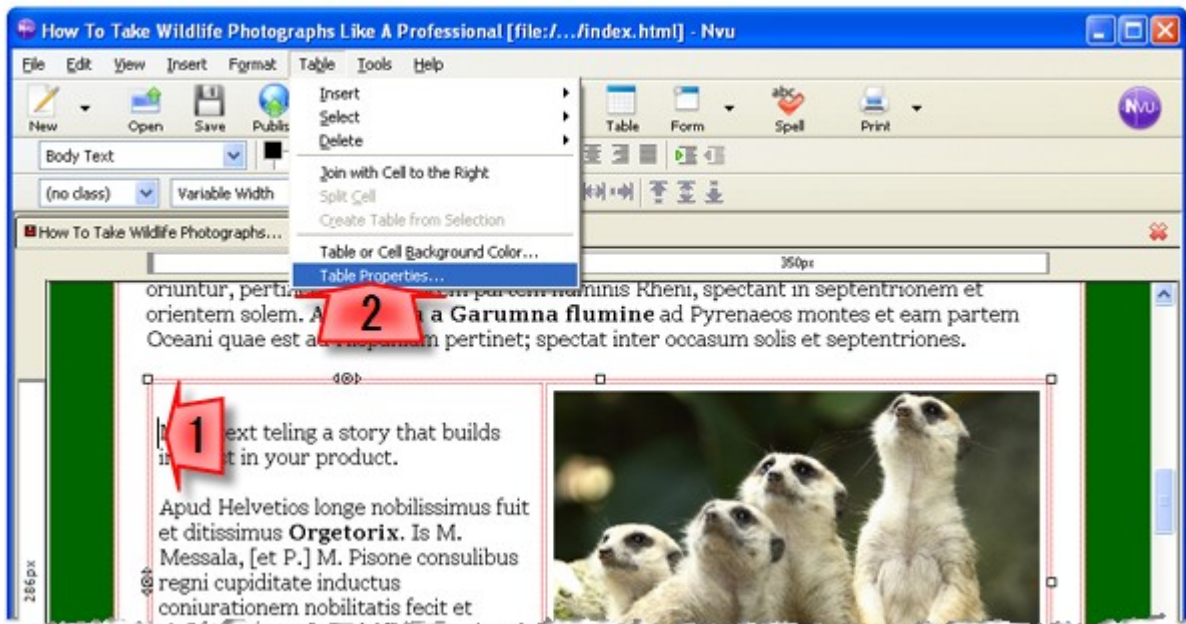 How To Take Wildlife Photographs Like A Professional [file:/.../index.html] - Nvu
File Edit View Insert Format Table Tools Help
New Open Save Publis Table Form Spell Print
abc
NVU
Insert
Select
Delete
Join with Cell to the Right
Split Cell
Create Table from Selection
Table or Cell Background Color...
Table Properties...
Body Text
(no class) Variable Width
How To Take Wildlife Photographs...
350px
oriuntur, partem numinis Rheni, spectant in septentrionem et
orientem solem. a Garumna flumine ad Pyrenaeos montes et eam partem
Oceani quae est ad pertinet; spectat inter occasum solis et septentriones.
2
1
text teling a story that builds
in your product.
Apud Helvetios longe nobilissimus fuit
et ditissimus Orgetorix. Is M.
Messala, [et P.] M. Pisone consulibus
regni cupiditate inductus
coniurationem nobilitatis fecit et
286px